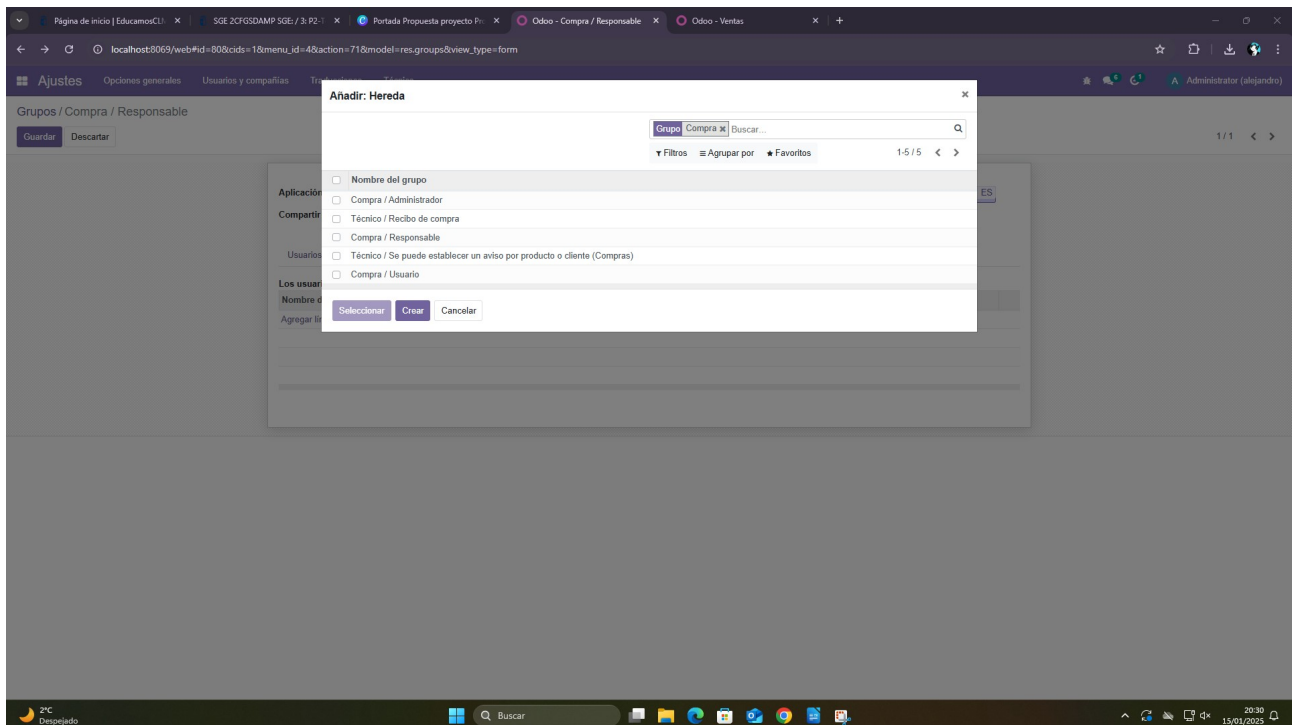 Página de inicio | EducamosCLM
SGE 2CFGSDAMP SGE: / 3: P2-1
Portada Propuesta proyecto Pr
Odoo - Compra / Responsable
Odoo - Ventas
localhost:8069/web#id=80&cids=1&menu_id=4&action=71&model=res.groups&view_type=form
Ajustes Opciones generales Usuarios y compañías Traducciones Técnico
Administrator (alejandro)
Grupos / Compra / Responsable
Guardar Descartar
1/1
Añadir: Hereda
Grupo Compra Buscar...
Filtros Agrupar por Favoritos 1-5 / 5
Nombre del grupo
Compra / Administrador
Técnico / Recibo de compra
Compra / Responsable
Técnico / Se puede establecer un aviso por producto o cliente (Compras)
Compra / Usuario
Seleccionar Crear Cancelar
Aplicación
ES
Compartir
Usuarios
Los usuar
Nombre d
Agregar lí
2°C
Despejado
Buscar
20:30
15/01/2025